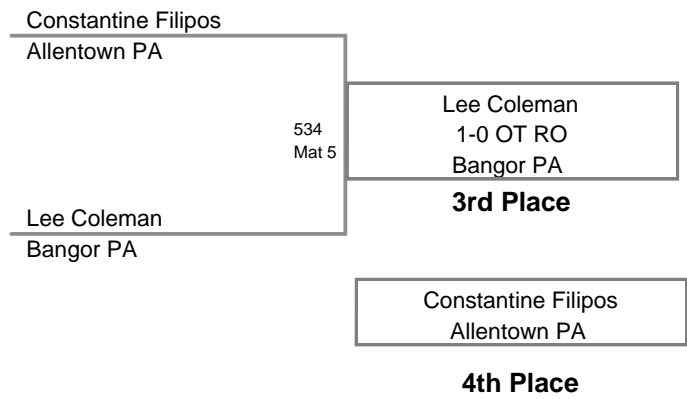 Constantine Filipos
Allentown PA
534
Mat 5
Lee Coleman
1-0 OT RO
Bangor PA
3rd Place
Lee Coleman
Bangor PA
Constantine Filipos
Allentown PA
4th Place